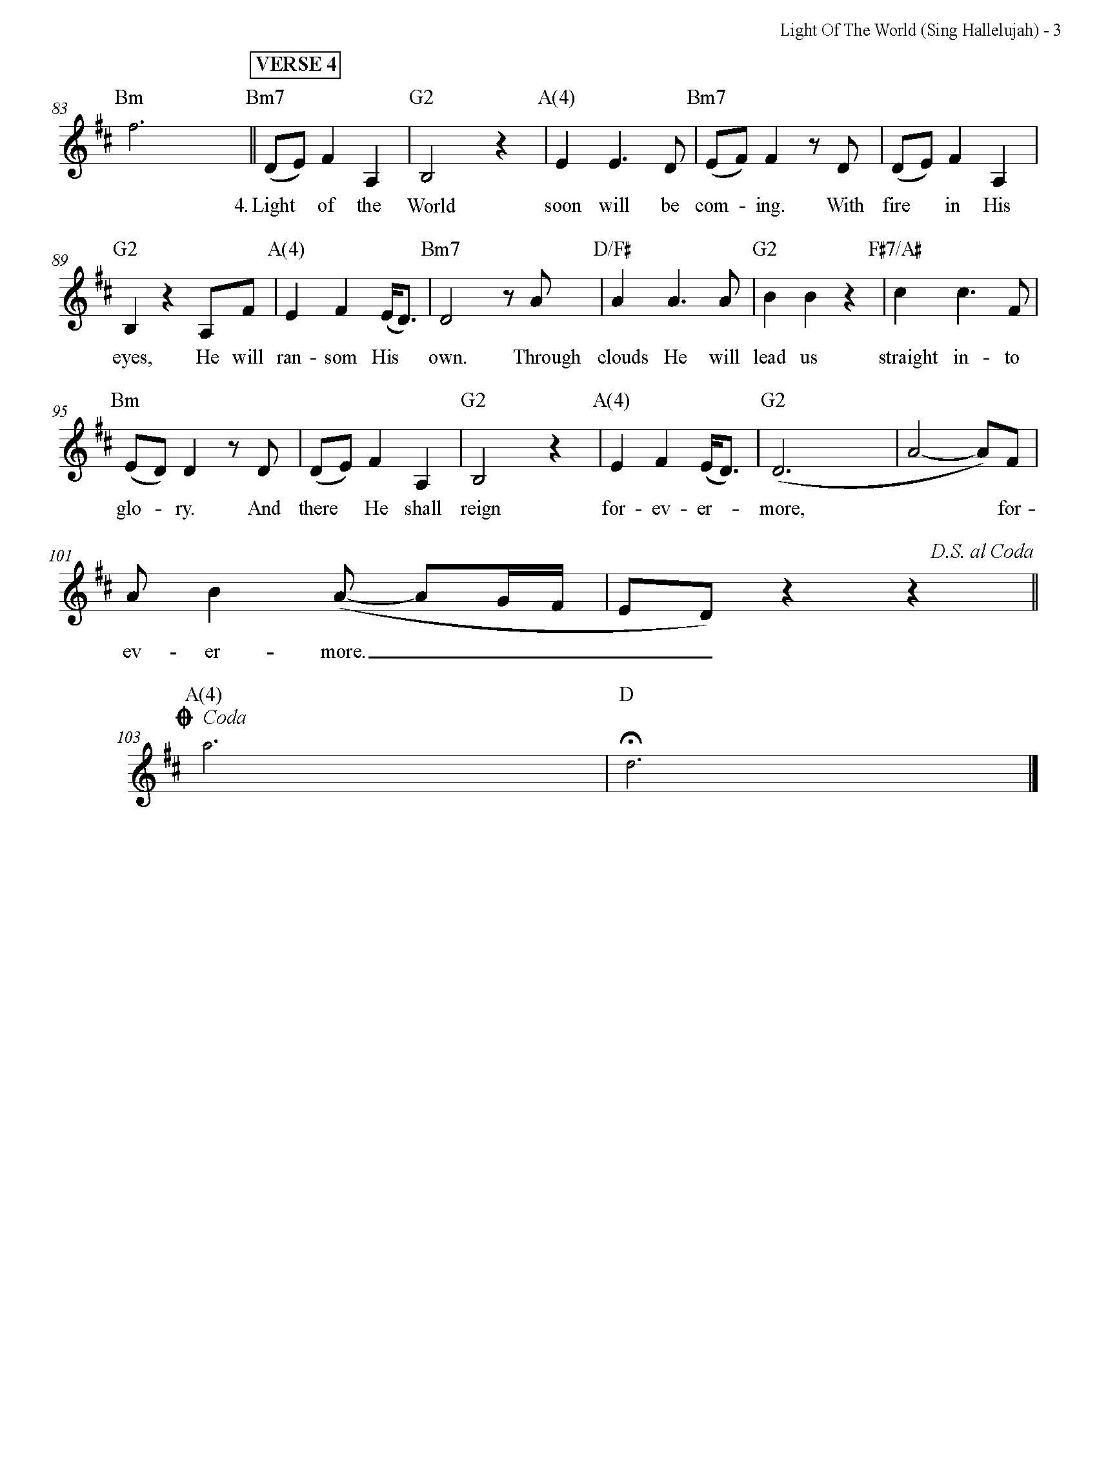 Light Of The World (Sing Hallelujah) - 3
VERSE 4
Bm Bm7 G2 A(4) Bm7
83
4. Light of the World soon will be com - ing. With fire in His
G2 A(4) Bm7 D/F♯ G2 F♯7/A♯
89
eyes, He will ran - som His own. Through clouds He will lead us straight in - to
Bm G2 A(4) G2
95
glo - ry. And there He shall reign for - ev - er - more, for -
D.S. al Coda
101
ev - er - more.
A(4) D
Coda
103